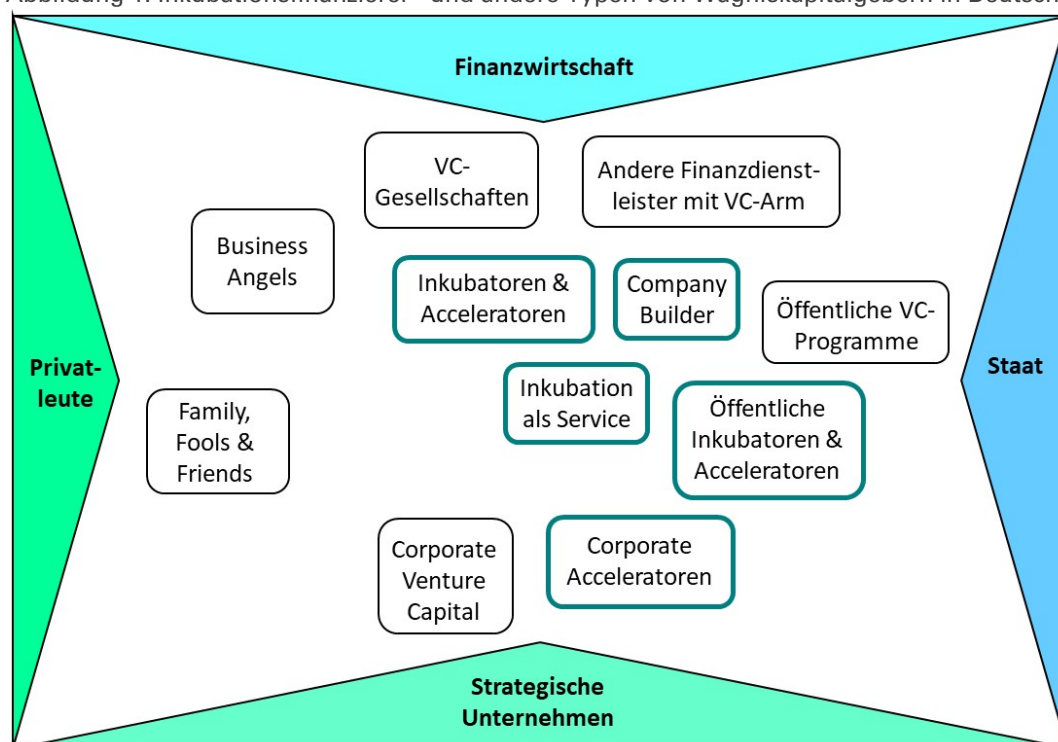 Finanzwirtschaft
VC-
Gesellschaften
Andere Finanzdienst-
leister mit VC-Arm
Business
Angels
Inkubatoren &
Acceleratoren
Company
Builder
Öffentliche VC-
Programme
Privat-
leute
Staat
Inkubation
als Service
Family,
Fools &
Friends
Öffentliche
Inkubatoren &
Acceleratoren
Corporate
Venture
Capital
Corporate
Acceleratoren
Strategische
Unternehmen